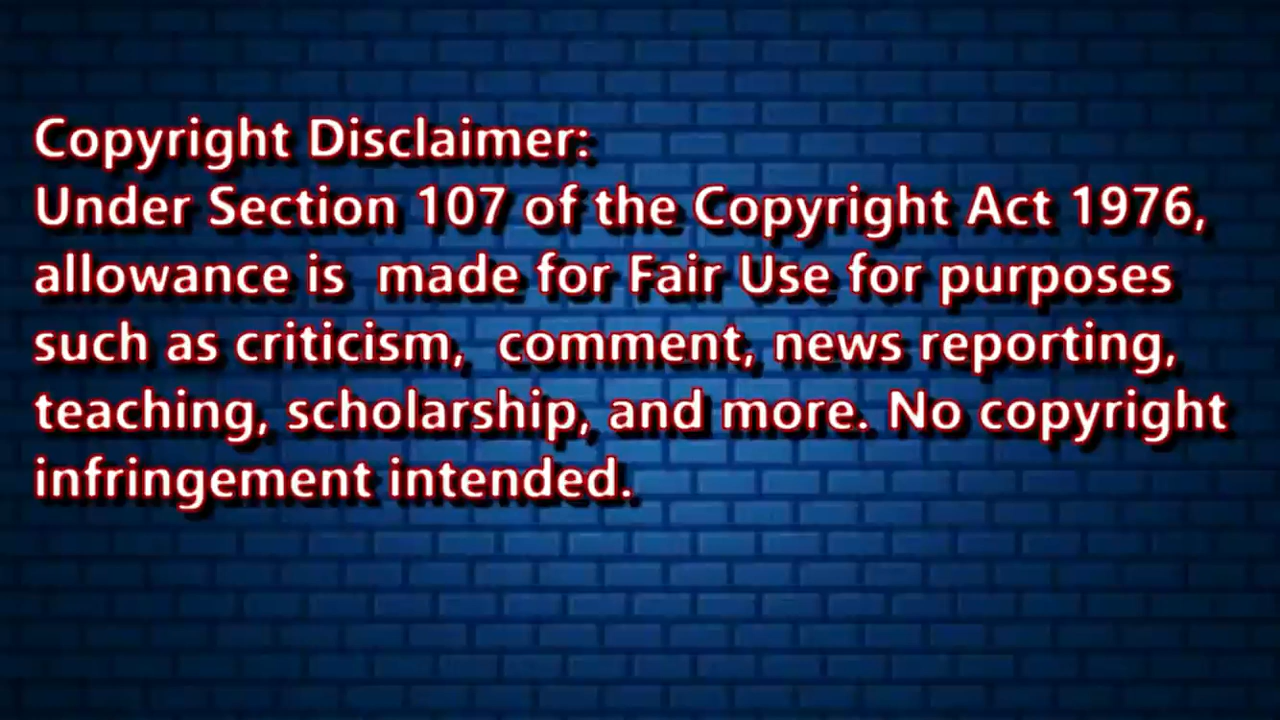 Copyright Disclaimer:
Under Section 107 of the Copyright Act 1976,
allowance is  made for Fair Use for purposes
such as criticism,  comment, news reporting,
teaching, scholarship, and more. No copyright
infringement intended.